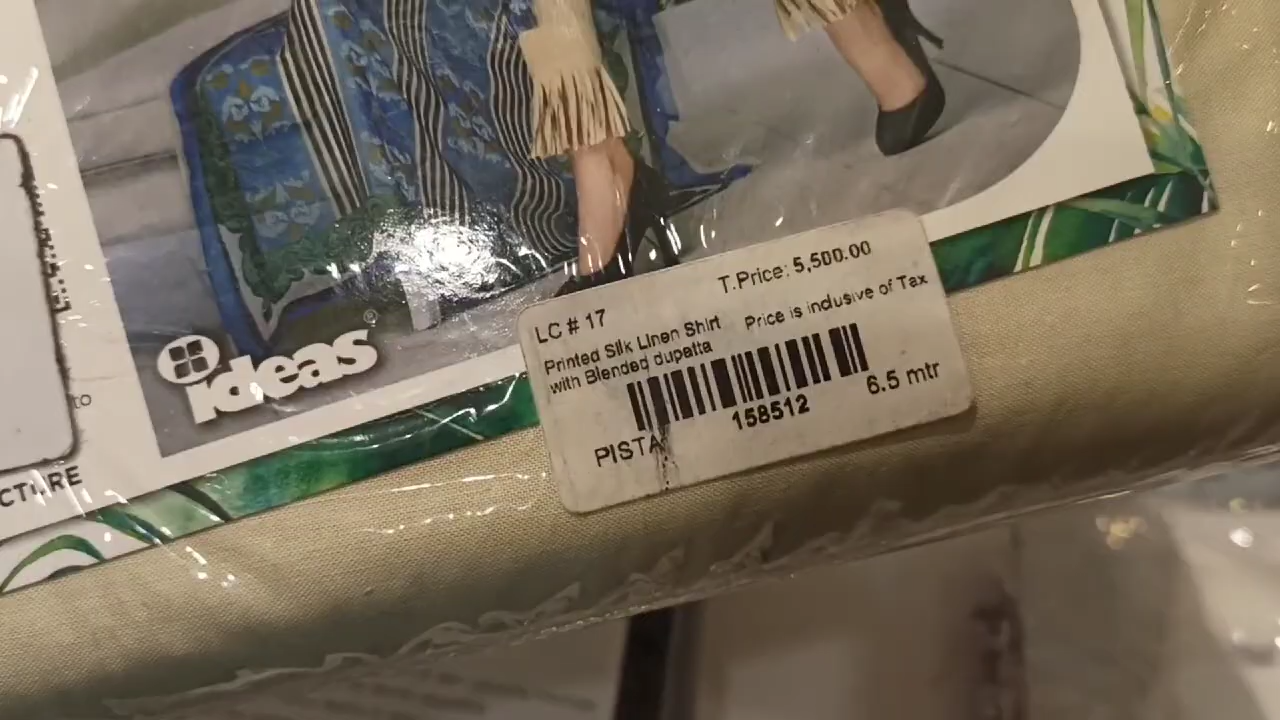 ideas®
to
LC # 17
T.Price: 5,500.00
Printed Silk Linen Shirt
with Blended dupatta
Price is inclusive of Tax
158512
6.5 mtr
PISTA